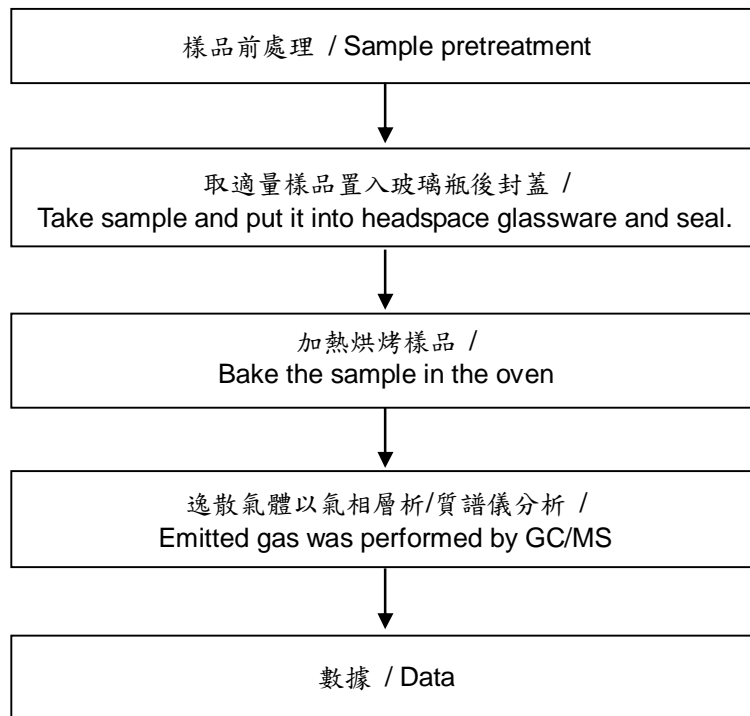 樣品前處理 / Sample pretreatment
取適量樣品置入玻璃瓶後封蓋 /
Take sample and put it into headspace glassware and seal.
加熱烘烤樣品 /
Bake the sample in the oven
逸散氣體以氣相層析/質譜儀分析 /
Emitted gas was performed by GC/MS
數據 / Data